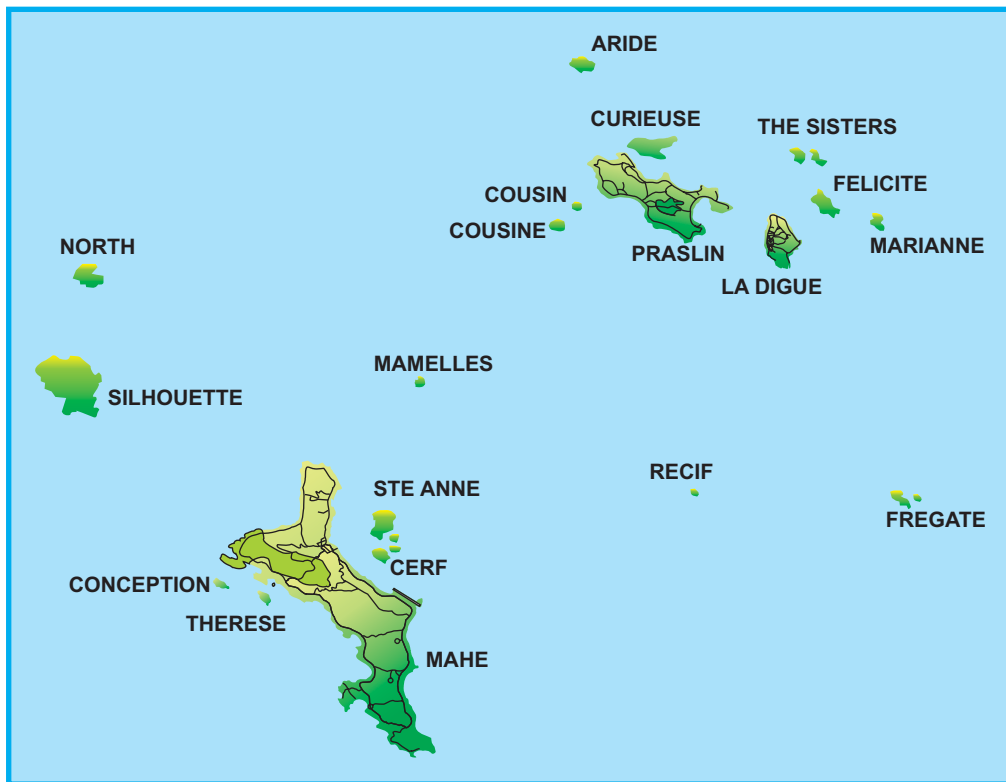 ARIDE
CURIEUSE
THE SISTERS
FELICITE
COUSIN
COUSINE
MARIANNE
NORTH
PRASLIN
LA DIGUE
MAMELLES
SILHOUETTE
RECIF
STE ANNE
FREGATE
CERF
CONCEPTION
THERESE
MAHE